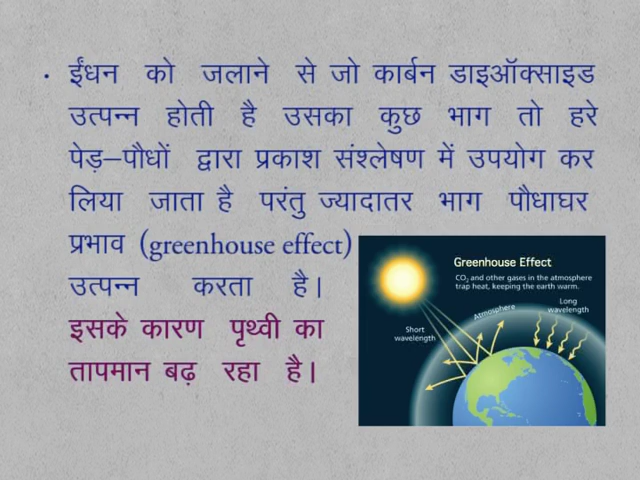 • ईंधन को जलाने से जो कार्बन डाइऑक्साइड
उत्पन्न होती है उसका कुछ भाग तो हरे
पेड़–पौधों द्वारा प्रकाश संश्लेषण में उपयोग कर
लिया जाता है परंतु ज्यादातर भाग पौधाघर
प्रभाव (greenhouse effect)
उत्पन्न करता है।
इसके कारण पृथ्वी का
तापमान बढ़ रहा है।
Greenhouse Effect
CO₂ and other gases in the atmosphere
trap heat, keeping the earth warm.
Atmosphere
Long
wavelength
Short
wavelength